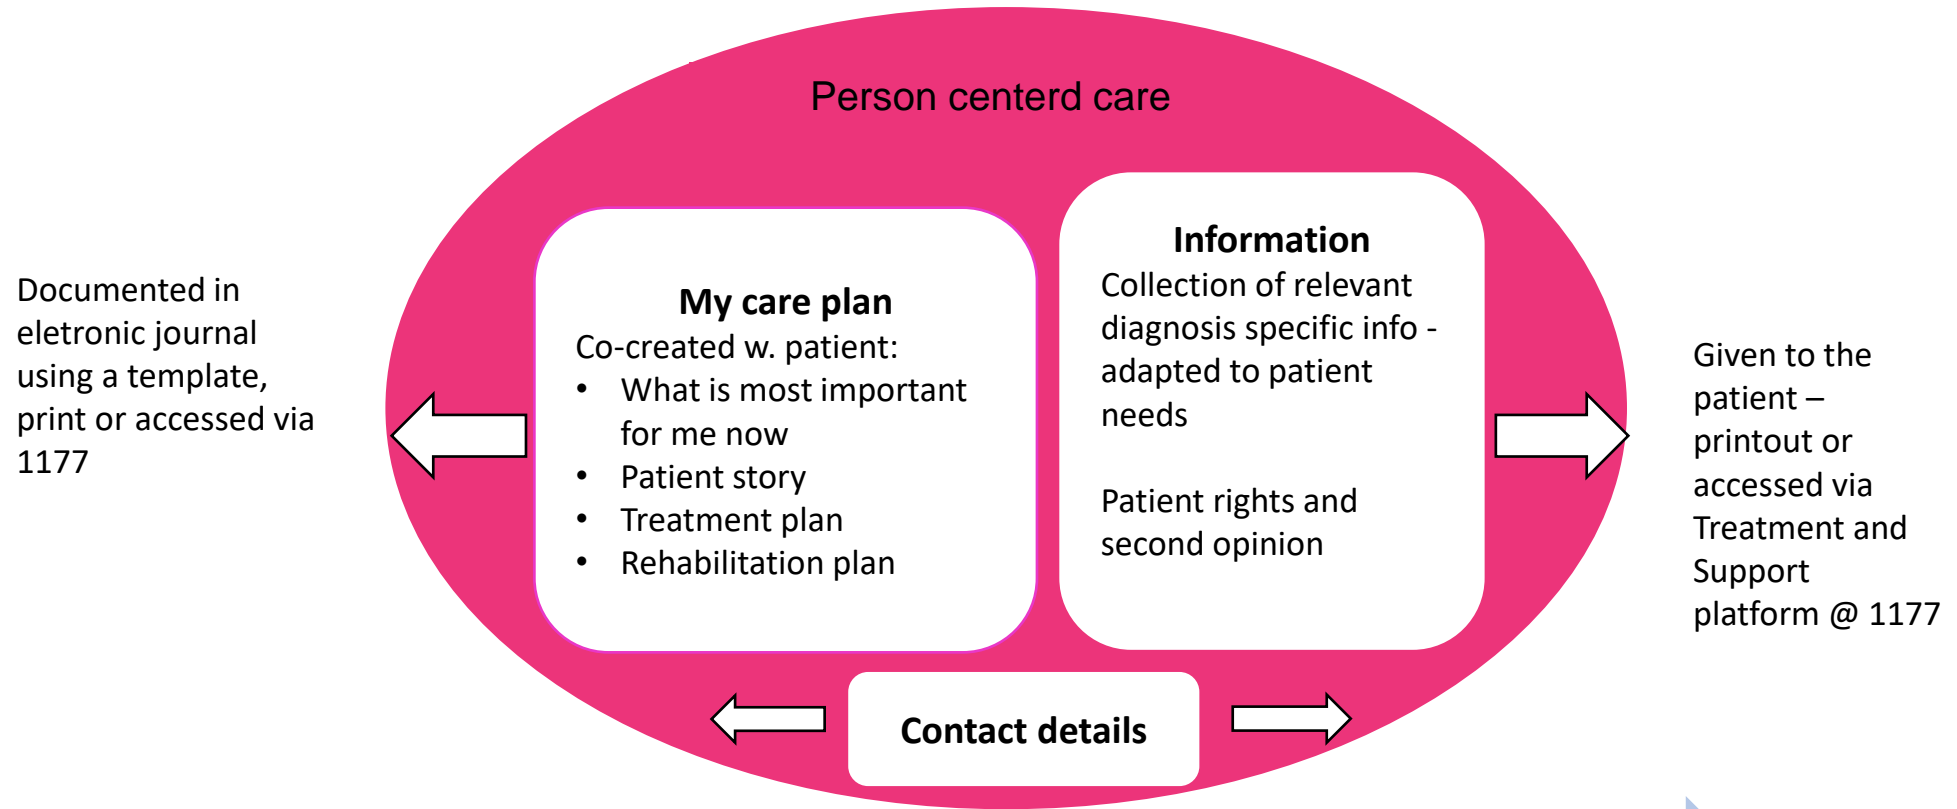 Person centerd care
Documented in
eletronic journal
using a template,
print or accessed via
1177
My care plan
Co-created w. patient:
• What is most important
for me now
• Patient story
• Treatment plan
• Rehabilitation plan
Information
Collection of relevant
diagnosis specific info -
adapted to patient
needs
Patient rights and
second opinion
Given to the
patient –
printout or
accessed via
Treatment and
Support
platform @ 1177
Contact details